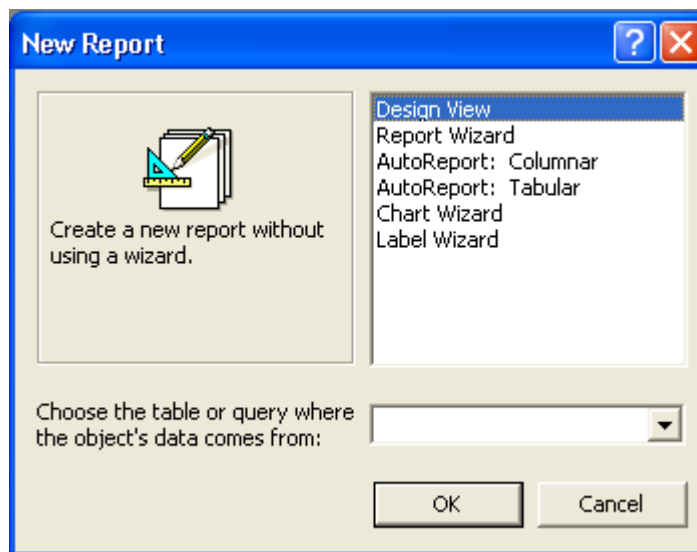 New Report
Design View
Report Wizard
AutoReport:  Columnar
AutoReport:  Tabular
Chart Wizard
Label Wizard
Create a new report without
using a wizard.
Choose the table or query where
the object's data comes from:
OK
Cancel